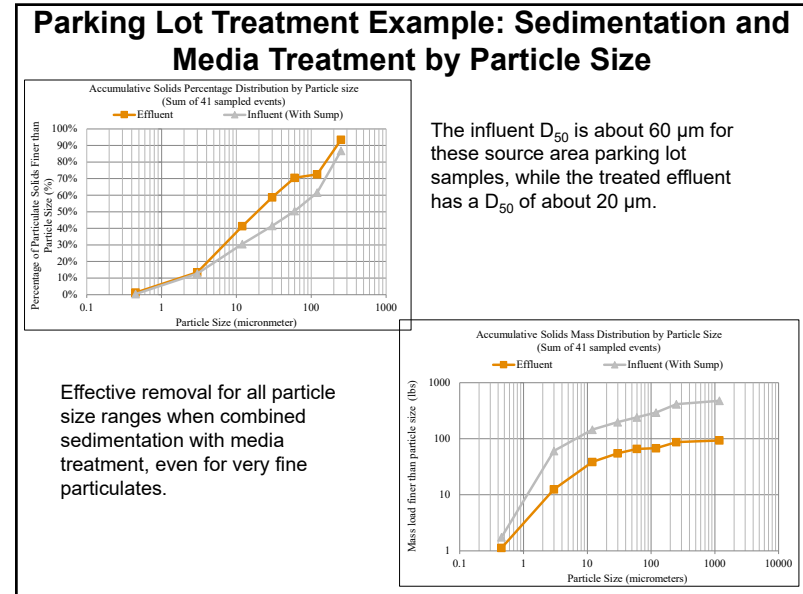 Parking Lot Treatment Example: Sedimentation and
Media Treatment by Particle Size
Accumulative Solids Percentage Distribution by Particle size
(Sum of 41 sampled events)
Effluent
Influent (With Sump)
Percentage of Particulate Solids Finer than
Particle Size (%)
100%
90%
80%
70%
60%
50%
40%
30%
20%
10%
0%
0.1
1
10
100
1000
Particle Size (micrometer)
The influent D50 is about 60 µm for
these source area parking lot
samples, while the treated effluent
has a D50 of about 20 µm.
Effective removal for all particle
size ranges when combined
sedimentation with media
treatment, even for very fine
particulates.
Accumulative Solids Mass Distribution by Particle Size
(Sum of 41 sampled events)
Effluent
Influent (With Sump)
Mass load finer than particle size (lbs)
1000
100
10
1
0.1
1
10
100
1000
10000
Particle Size (micrometers)